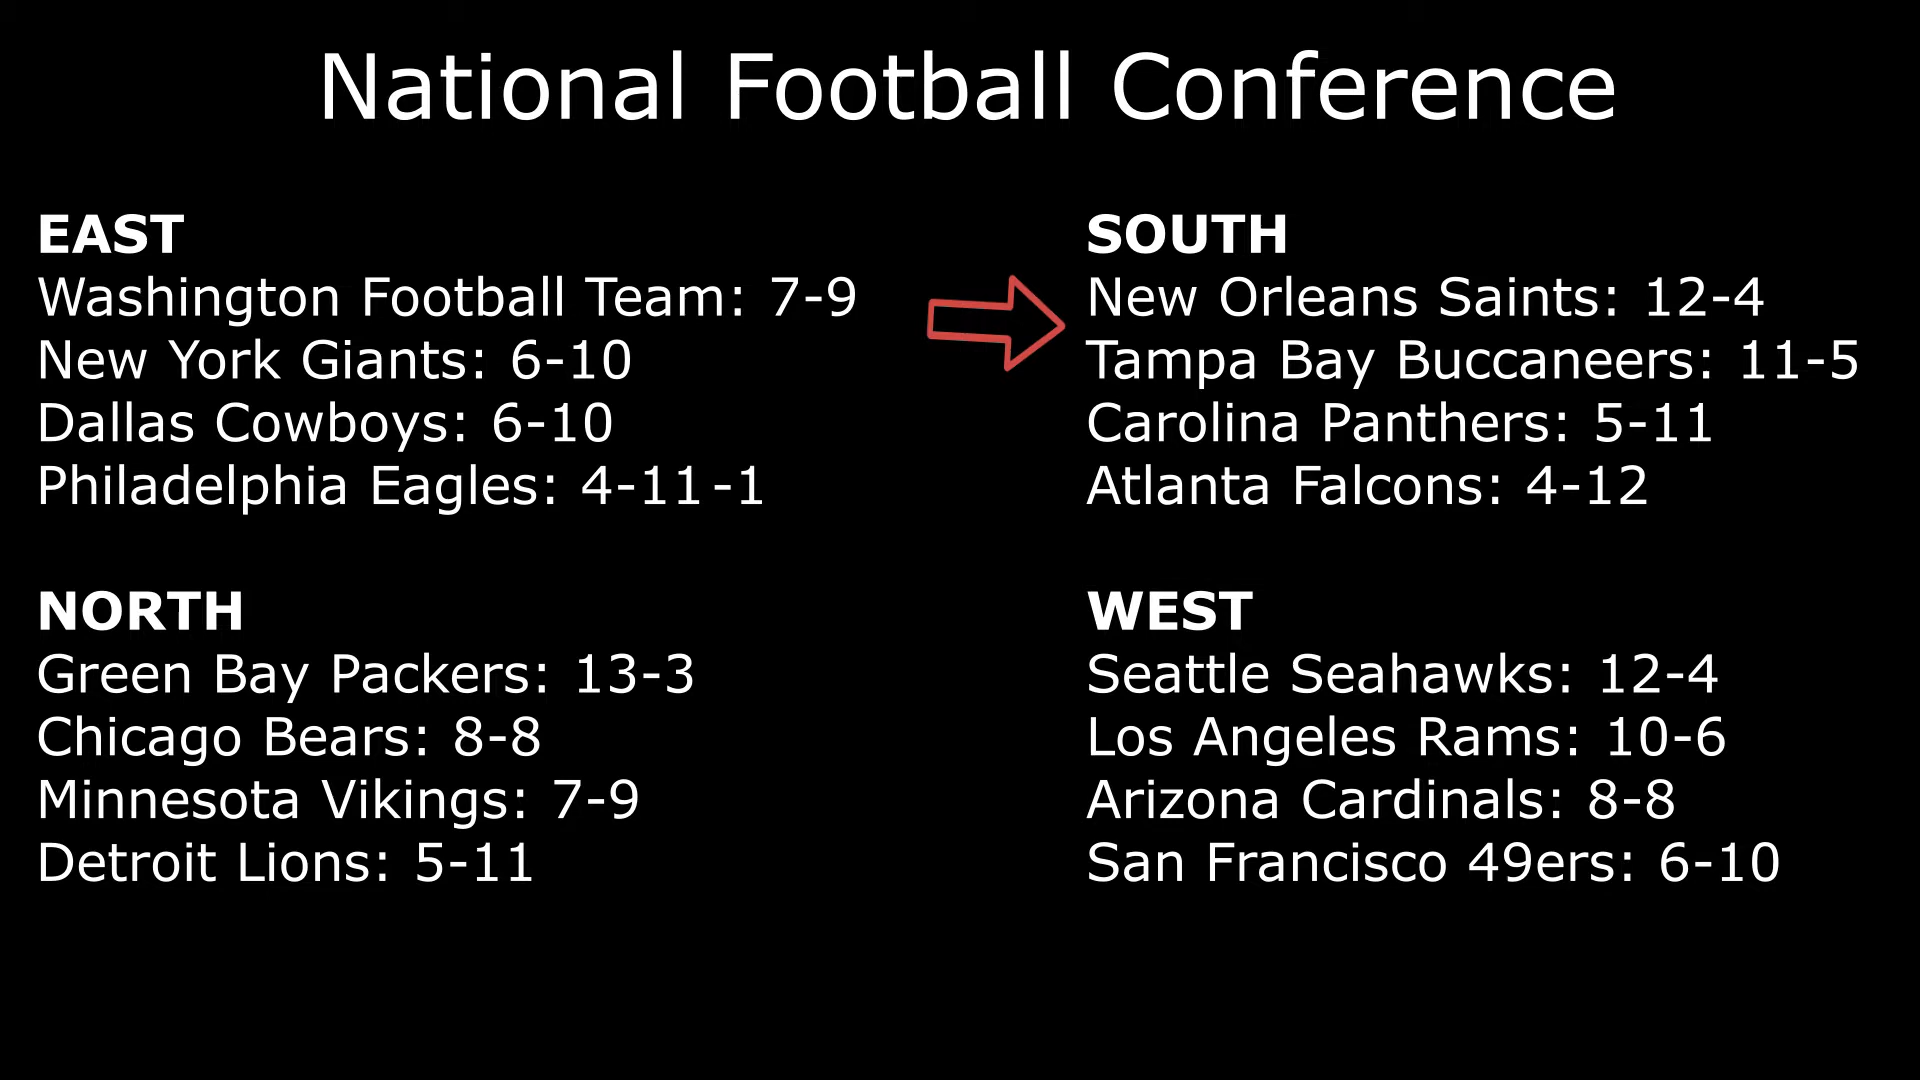 National Football Conference
EAST
Washington Football Team: 7-9
New York Giants: 6-10
Dallas Cowboys: 6-10
Philadelphia Eagles: 4-11-1
NORTH
Green Bay Packers: 13-3
Chicago Bears: 8-8
Minnesota Vikings: 7-9
Detroit Lions: 5-11
SOUTH
New Orleans Saints: 12-4
Tampa Bay Buccaneers: 11-5
Carolina Panthers: 5-11
Atlanta Falcons: 4-12
WEST
Seattle Seahawks: 12-4
Los Angeles Rams: 10-6
Arizona Cardinals: 8-8
San Francisco 49ers: 6-10